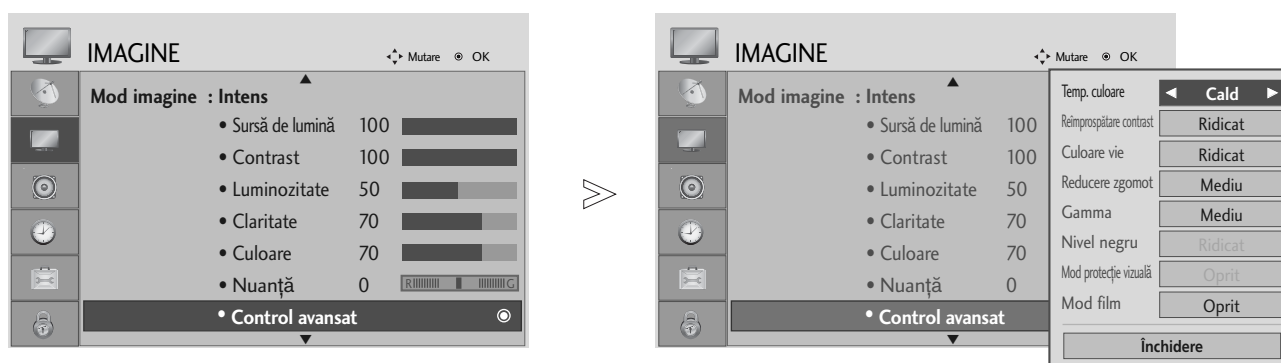 IMAGINE
Mutare OK
Mod imagine : Intens
• Sursă de lumină 100
• Contrast 100
• Luminozitate 50
• Claritate 70
• Culoare 70
• Nuanță 0 R G
• Control avansat
IMAGINE
Mutare OK
Mod imagine : Intens
• Sursă de lumină 100
• Contrast 100
• Luminozitate 50
• Claritate 70
• Culoare 70
• Nuanță 0
• Control avansat
Temp. culoare ◄ Cald ►
Reîmprospătare contrast Ridicat
Culoare vie Ridicat
Reducere zgomot Mediu
Gamma Mediu
Nivel negru Ridicat
Mod protecție vizuală Oprit
Mod film Oprit
Închidere